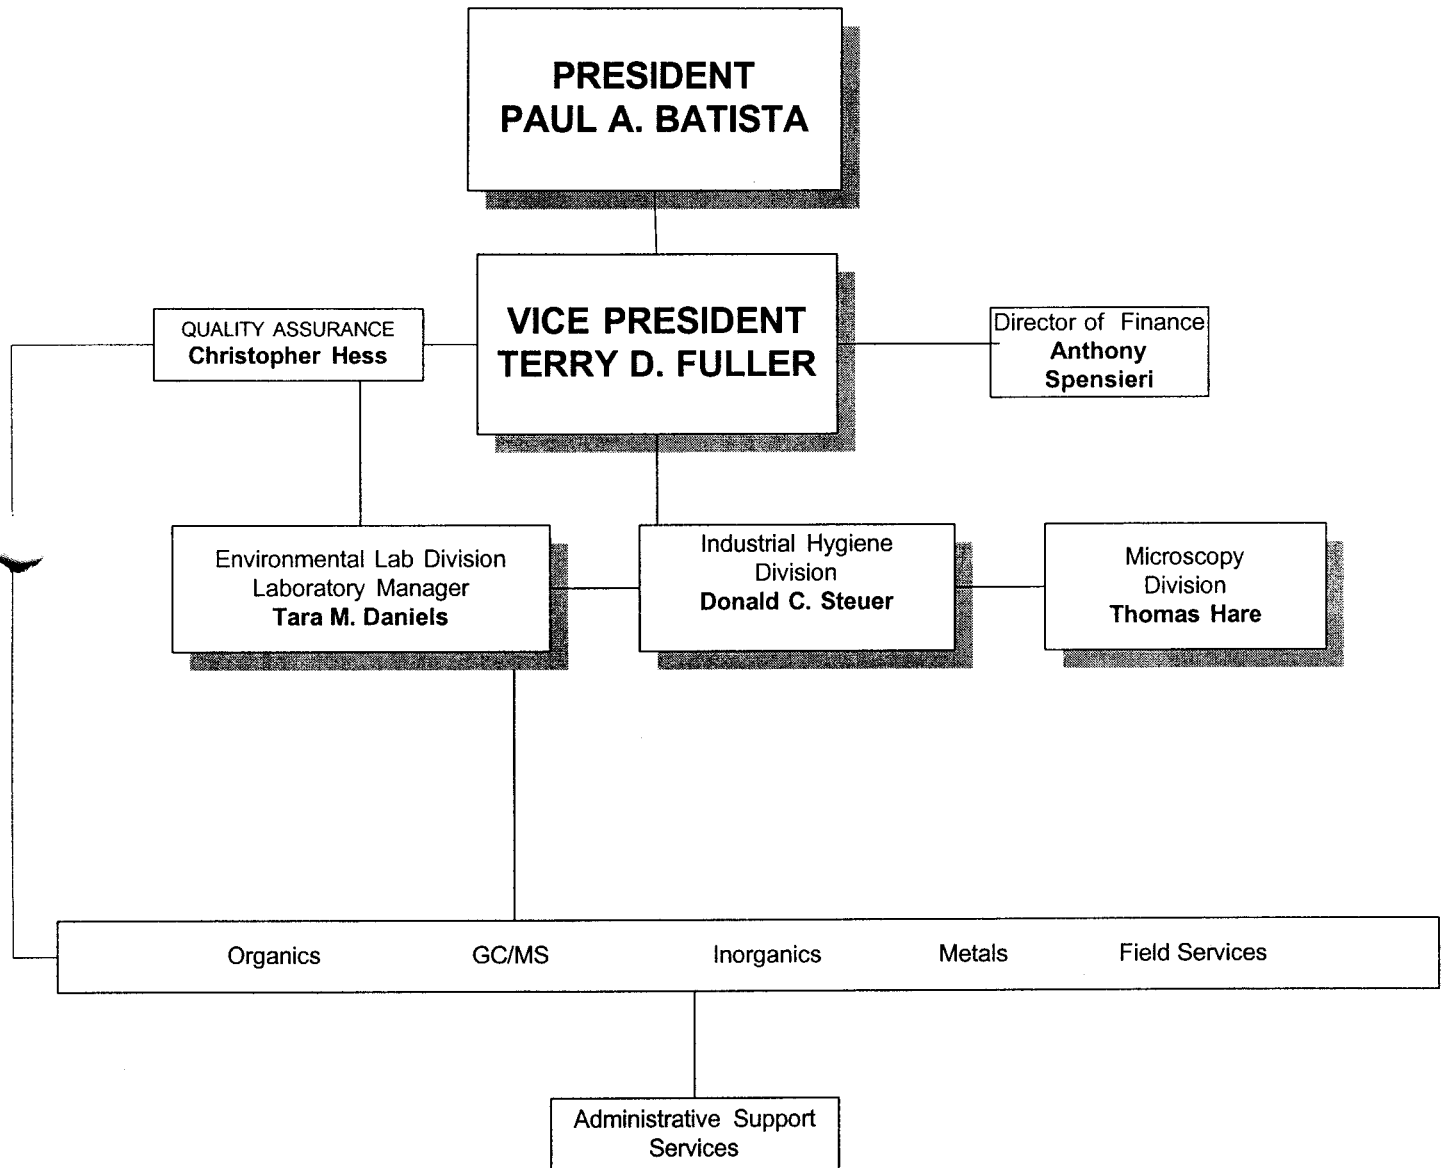 PRESIDENT
PAUL A. BATISTA
VICE PRESIDENT
TERRY D. FULLER
QUALITY ASSURANCE
Christopher Hess
Director of Finance
Anthony
Spensieri
Environmental Lab Division
Laboratory Manager
Tara M. Daniels
Industrial Hygiene
Division
Donald C. Steuer
Microscopy
Division
Thomas Hare
Organics GC/MS Inorganics Metals Field Services
Administrative Support
Services